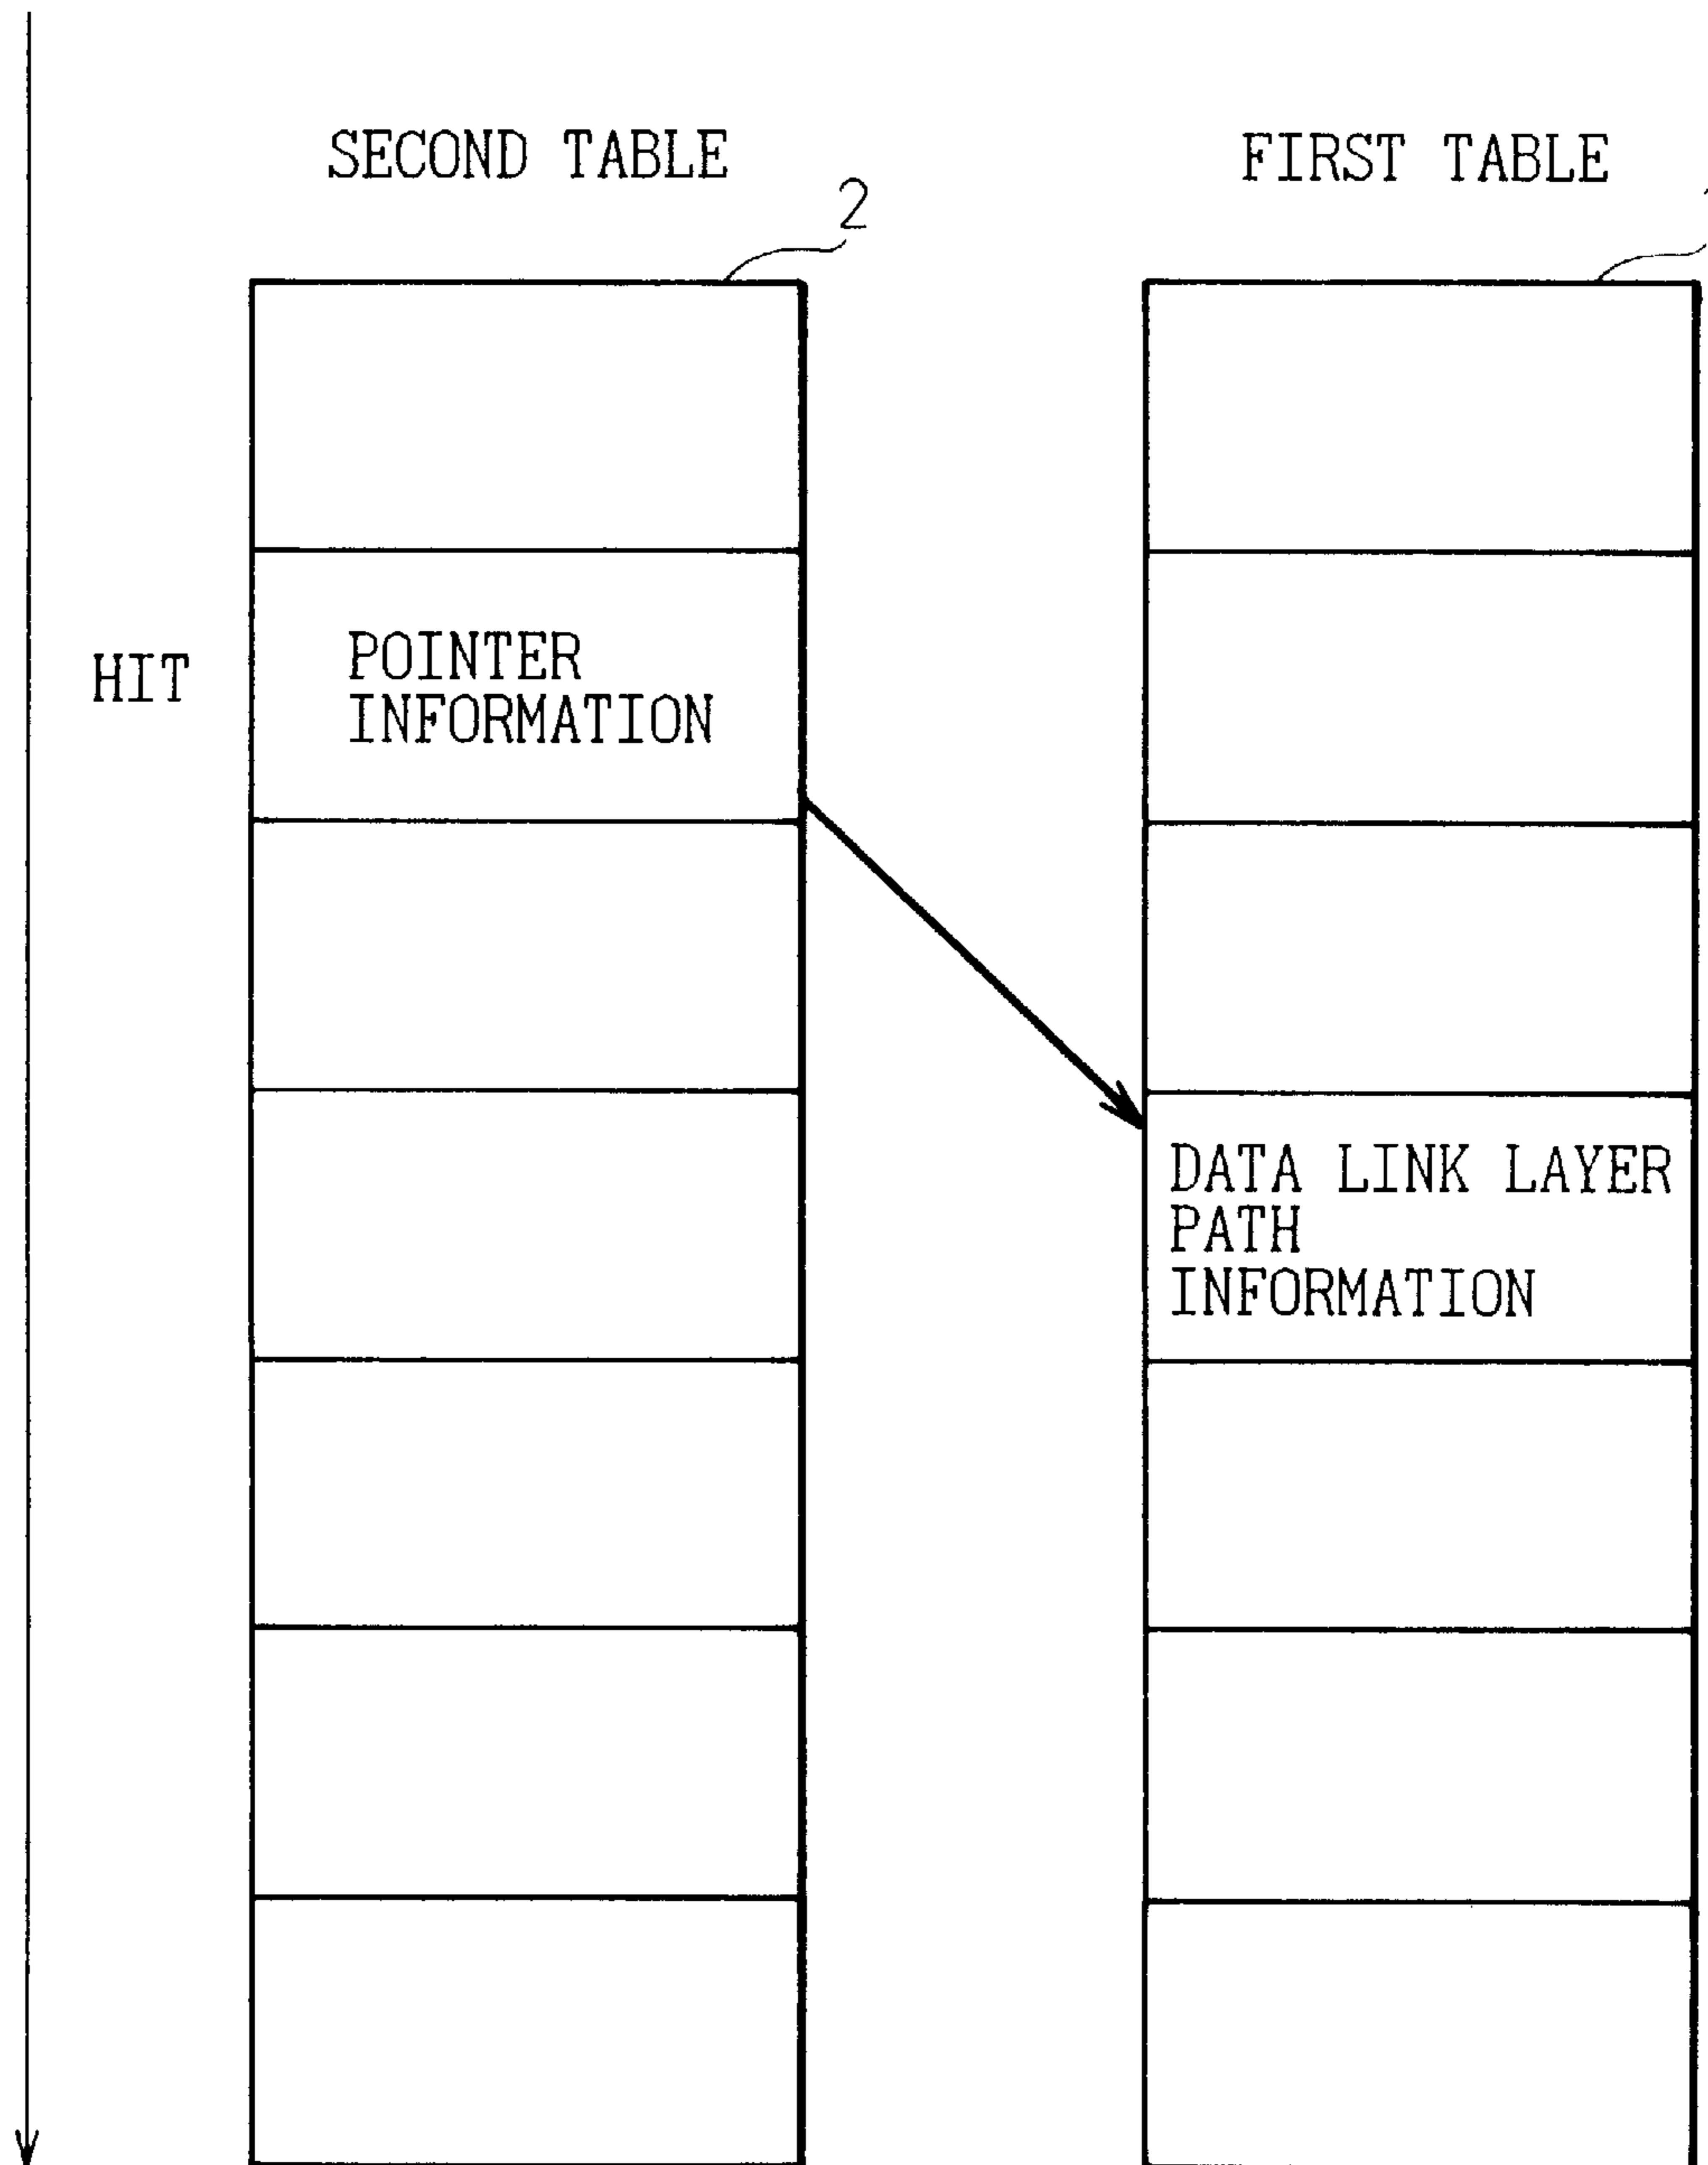 SECOND TABLE
FIRST TABLE
2
HIT
POINTER
INFORMATION
DATA LINK LAYER
PATH
INFORMATION